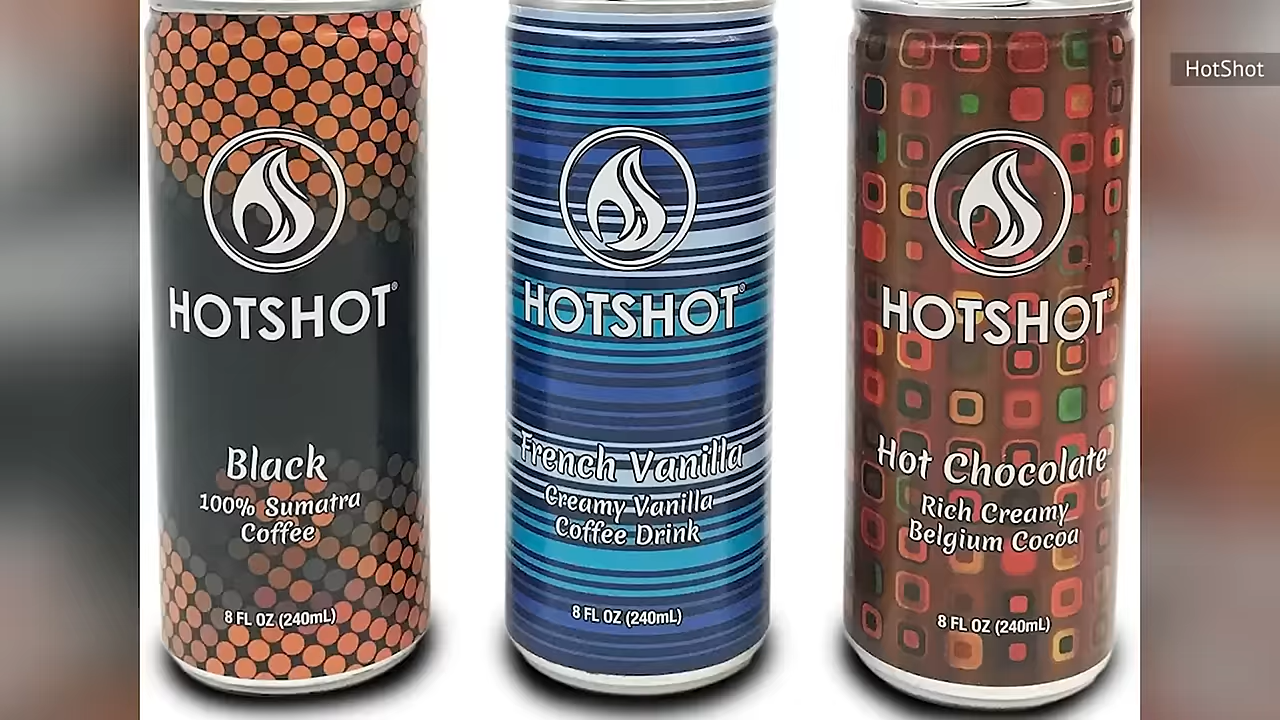 HotShot
HOTSHOT®
Black
100% Sumatra
Coffee
8 FL OZ (240mL)
HOTSHOT®
French Vanilla
Creamy Vanilla
Coffee Drink
8 FL OZ (240mL)
HOTSHOT®
Hot Chocolate
Rich Creamy
Belgium Cocoa
8 FL OZ (240mL)